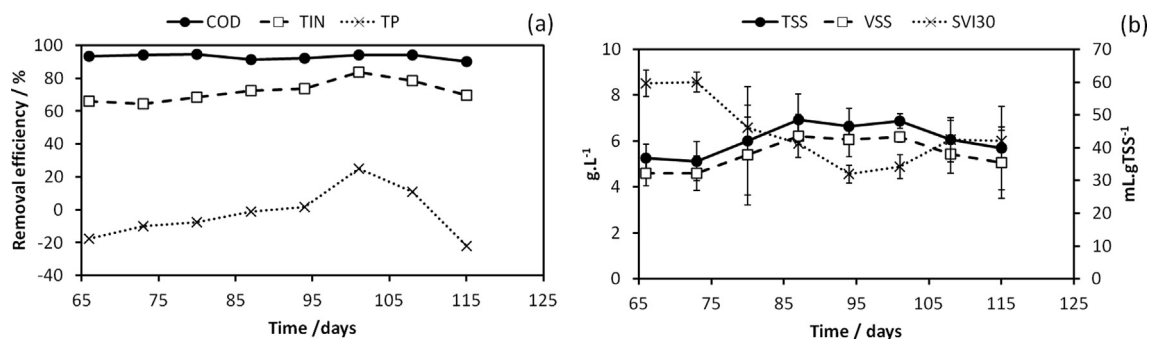 COD TIN TP (a)
Removal efficiency / %
100
80
60
40
20
0
-20
-40
65 75 85 95 105 115 125
Time /days
TSS VSS SVI30 (b)
g.L-1
10
8
6
4
2
0
70
60
50
40
30
20
10
0
mL.gTSS-1
65 75 85 95 105 115 125
Time / days